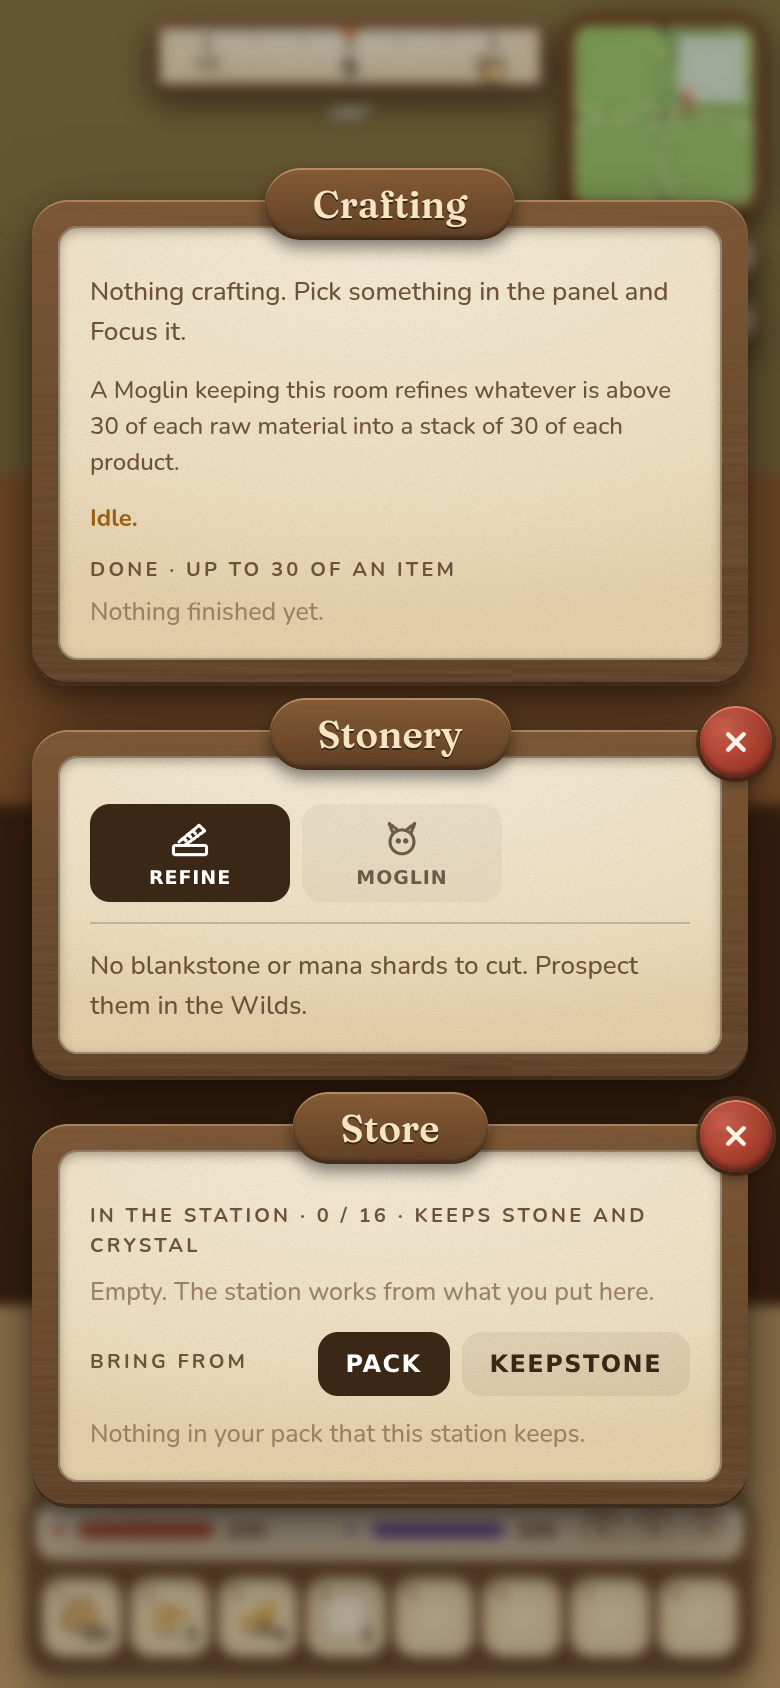 Crafting
Nothing crafting. Pick something in the panel and
Focus it.
A Moglin keeping this room refines whatever is above
30 of each raw material into a stack of 30 of each
product.
Idle.
DONE · UP TO 30 OF AN ITEM
Nothing finished yet.
Stonery
REFINE
MOGLIN
No blankstone or mana shards to cut. Prospect
them in the Wilds.
Store
IN THE STATION · 0 / 16 · KEEPS STONE AND
CRYSTAL
Empty. The station works from what you put here.
BRING FROM
PACK
KEEPSTONE
Nothing in your pack that this station keeps.